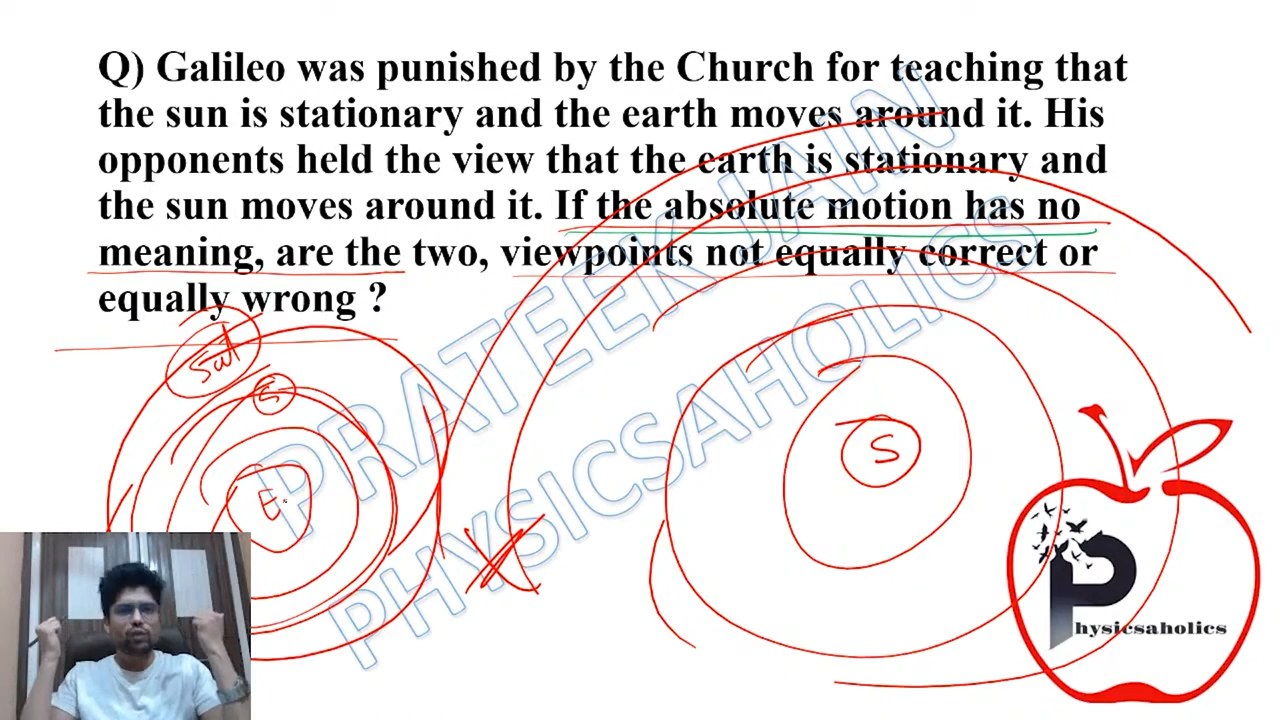 Q) Galileo was punished by the Church for teaching that
the sun is stationary and the earth moves around it. His
opponents held the view that the earth is stationary and
the sun moves around it. If the absolute motion has no
meaning, are the two, viewpoints not equally correct or
equally wrong ?
PRATEEK JAIN
PHYSICSAHOLICS
Sat
S
E
S
Physicsaholics